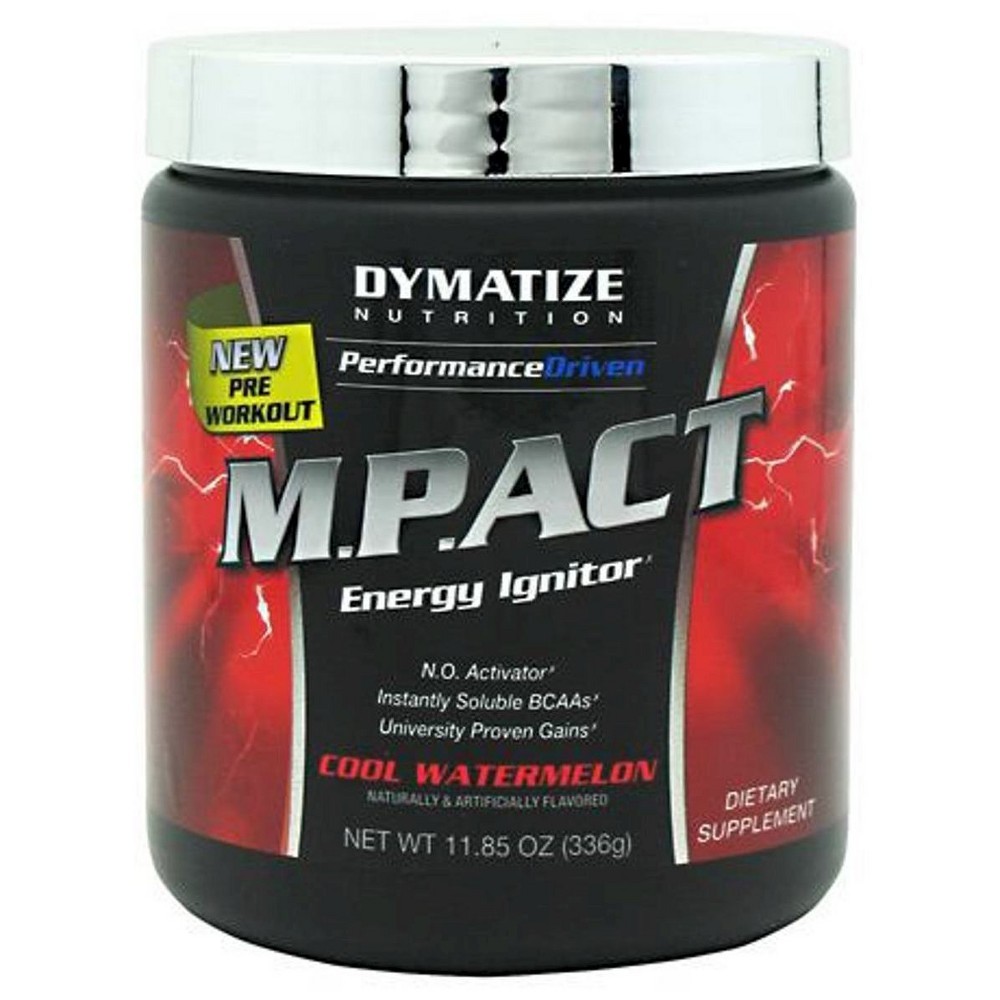 DYMATIZE
NUTRITION
PerformanceDriven
NEW
PRE
WORKOUT
M.P.ACT
Energy Ignitor
N.O. Activator
Instantly Soluble BCAAs
University Proven Gains
COOL WATERMELON
NATURALLY & ARTIFICIALLY FLAVORED
NET WT 11.85 OZ (336g)
DIETARY
SUPPLEMENT